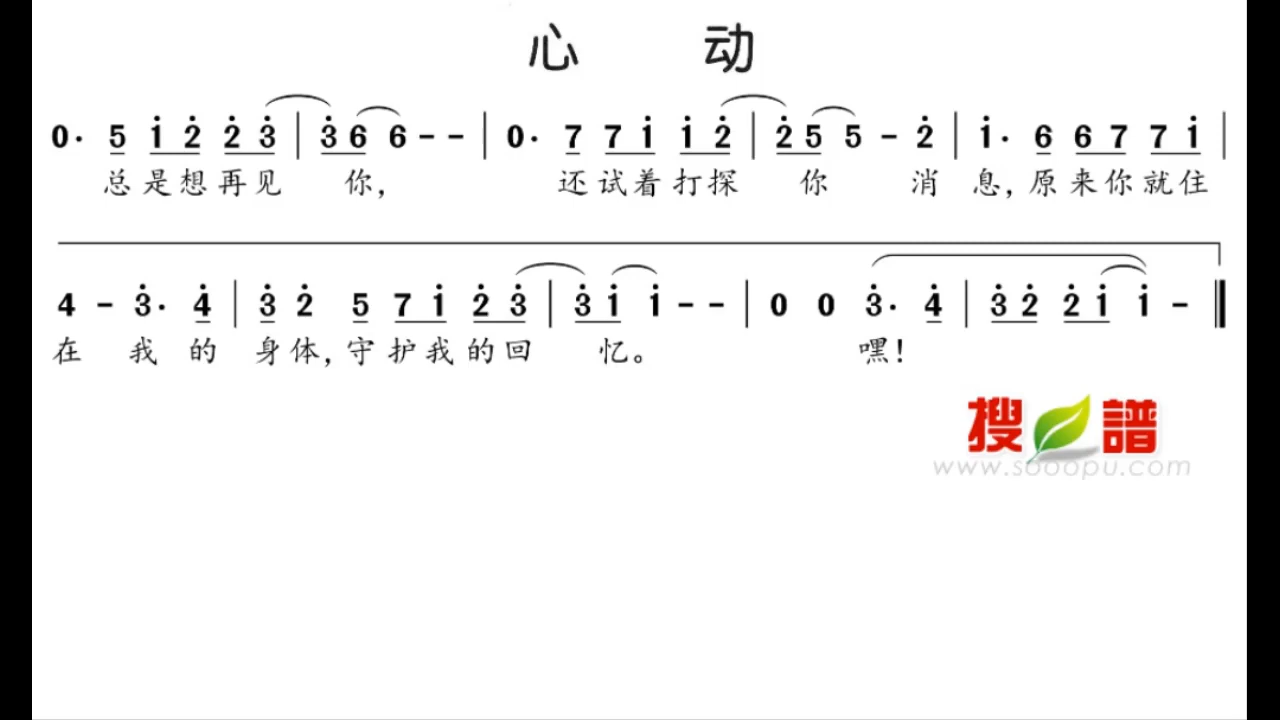 心 动
0· 5 1 2 2 3 | 3 6 6 - - | 0· 7 7 1 1 2 | 2 5 5 - 2 | 1· 6 6 7 7 1 |
总是想再见 你, 还试着打探 你 消 息,原来你就住
4 - 3· 4 | 3 2 5 7 1 2 3 | 3 1 1 - - | 0 0 3· 4 | 3 2 2 1 1 - ‖
在 我 的 身体,守护我的回 忆。 嘿!
搜 譜
www.sooopu.com